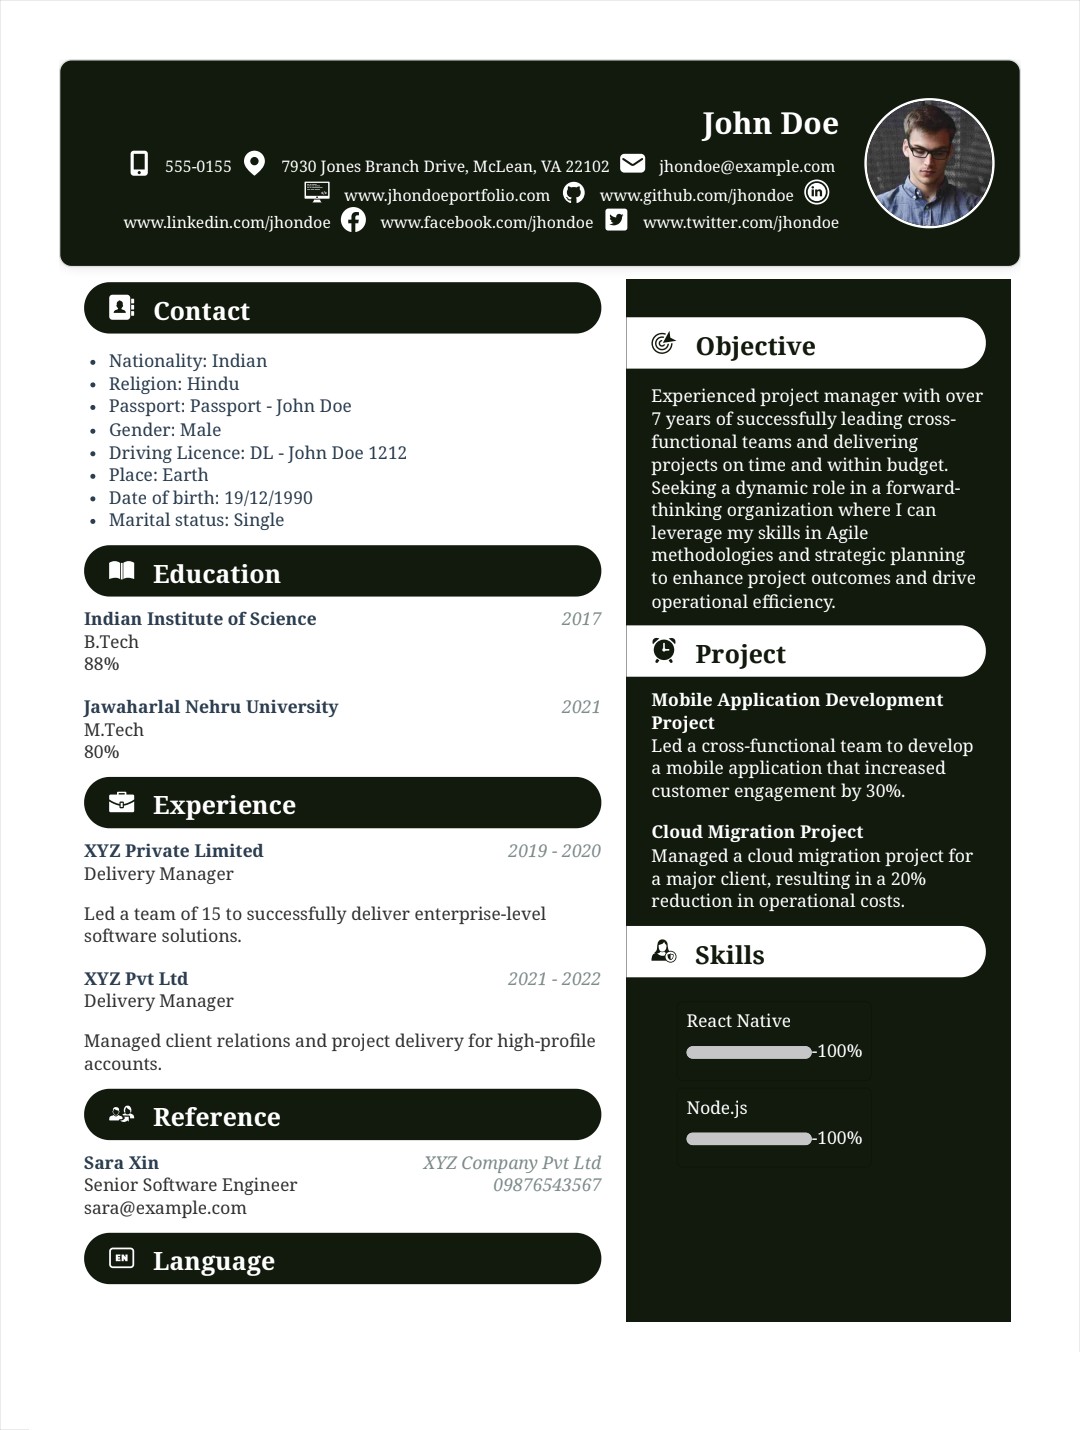 John Doe
555-0155 7930 Jones Branch Drive, McLean, VA 22102 jhondoe@example.com
www.jhondoeportfolio.com www.github.com/jhondoe
www.linkedin.com/jhondoe www.facebook.com/jhondoe www.twitter.com/jhondoe
Contact
• Nationality: Indian
• Religion: Hindu
• Passport: Passport - John Doe
• Gender: Male
• Driving Licence: DL - John Doe 1212
• Place: Earth
• Date of birth: 19/12/1990
• Marital status: Single
Education
Indian Institute of Science 2017
B.Tech
88%
Jawaharlal Nehru University 2021
M.Tech
80%
Experience
XYZ Private Limited 2019 - 2020
Delivery Manager
Led a team of 15 to successfully deliver enterprise-level
software solutions.
XYZ Pvt Ltd 2021 - 2022
Delivery Manager
Managed client relations and project delivery for high-profile
accounts.
Reference
Sara Xin XYZ Company Pvt Ltd
Senior Software Engineer 09876543567
sara@example.com
EN Language
Objective
Experienced project manager with over
7 years of successfully leading cross-
functional teams and delivering
projects on time and within budget.
Seeking a dynamic role in a forward-
thinking organization where I can
leverage my skills in Agile
methodologies and strategic planning
to enhance project outcomes and drive
operational efficiency.
Project
Mobile Application Development
Project
Led a cross-functional team to develop
a mobile application that increased
customer engagement by 30%.
Cloud Migration Project
Managed a cloud migration project for
a major client, resulting in a 20%
reduction in operational costs.
Skills
React Native
-100%
Node.js
-100%